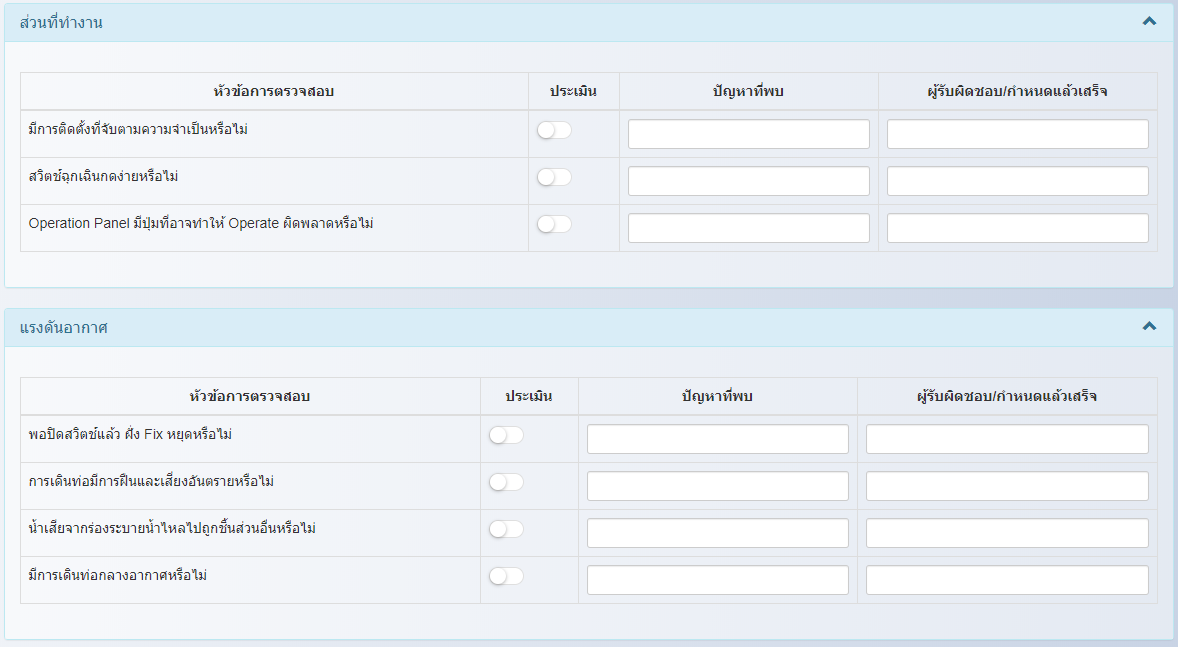 ส่วนที่ทำงาน
หัวข้อการตรวจสอบ ประเมิน ปัญหาที่พบ ผู้รับผิดชอบ/กำหนดแล้วเสร็จ
มีการติดตั้งที่จับตามความจำเป็นหรือไม่
สวิตช์ฉุกเฉินกดง่ายหรือไม่
Operation Panel มีปุ่มที่อาจทำให้ Operate ผิดพลาดหรือไม่
แรงดันอากาศ
หัวข้อการตรวจสอบ ประเมิน ปัญหาที่พบ ผู้รับผิดชอบ/กำหนดแล้วเสร็จ
พอปิดสวิตช์แล้ว ฝั่ง Fix หยุดหรือไม่
การเดินท่อมีการฝืนและเสี่ยงอันตรายหรือไม่
น้ำเสียจากร่องระบายน้ำไหลไปถูกชิ้นส่วนอื่นหรือไม่
มีการเดินท่อกลางอากาศหรือไม่